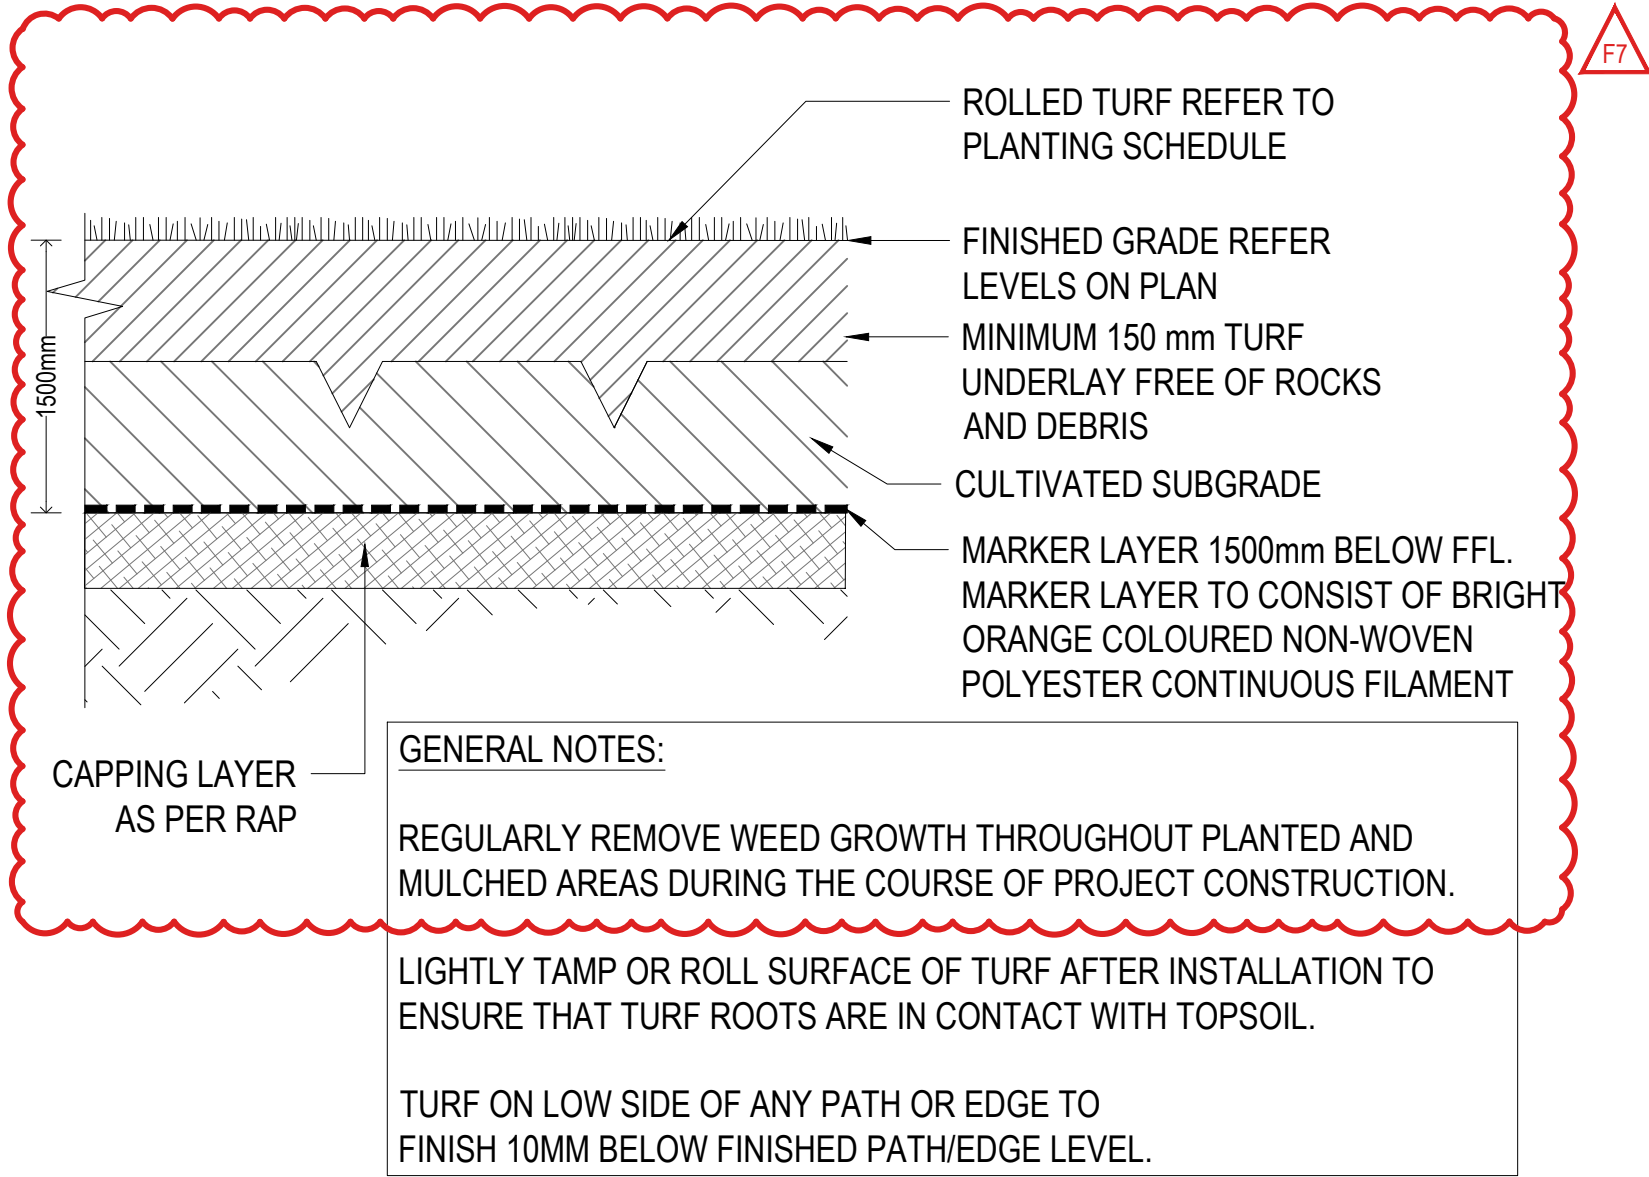 F7
ROLLED TURF REFER TO
PLANTING SCHEDULE
FINISHED GRADE REFER
LEVELS ON PLAN
MINIMUM 150 mm TURF
UNDERLAY FREE OF ROCKS
AND DEBRIS
1500mm
CULTIVATED SUBGRADE
MARKER LAYER 1500mm BELOW FFL.
MARKER LAYER TO CONSIST OF BRIGHT
ORANGE COLOURED NON-WOVEN
POLYESTER CONTINUOUS FILAMENT
CAPPING LAYER
AS PER RAP
GENERAL NOTES:
REGULARLY REMOVE WEED GROWTH THROUGHOUT PLANTED AND
MULCHED AREAS DURING THE COURSE OF PROJECT CONSTRUCTION.
LIGHTLY TAMP OR ROLL SURFACE OF TURF AFTER INSTALLATION TO
ENSURE THAT TURF ROOTS ARE IN CONTACT WITH TOPSOIL.
TURF ON LOW SIDE OF ANY PATH OR EDGE TO
FINISH 10MM BELOW FINISHED PATH/EDGE LEVEL.